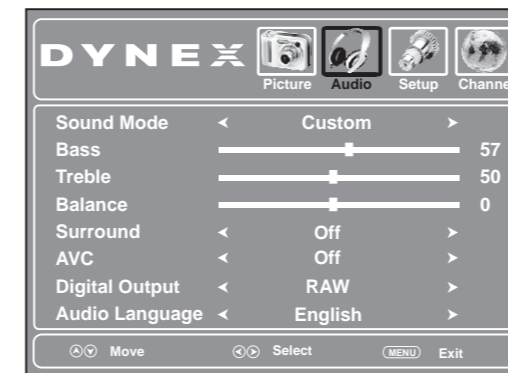 DYNEX
Picture Audio Setup Channe
Sound Mode Custom
Bass 57
Treble 50
Balance 0
Surround Off
AVC Off
Digital Output RAW
Audio Language English
Move Select MENU Exit